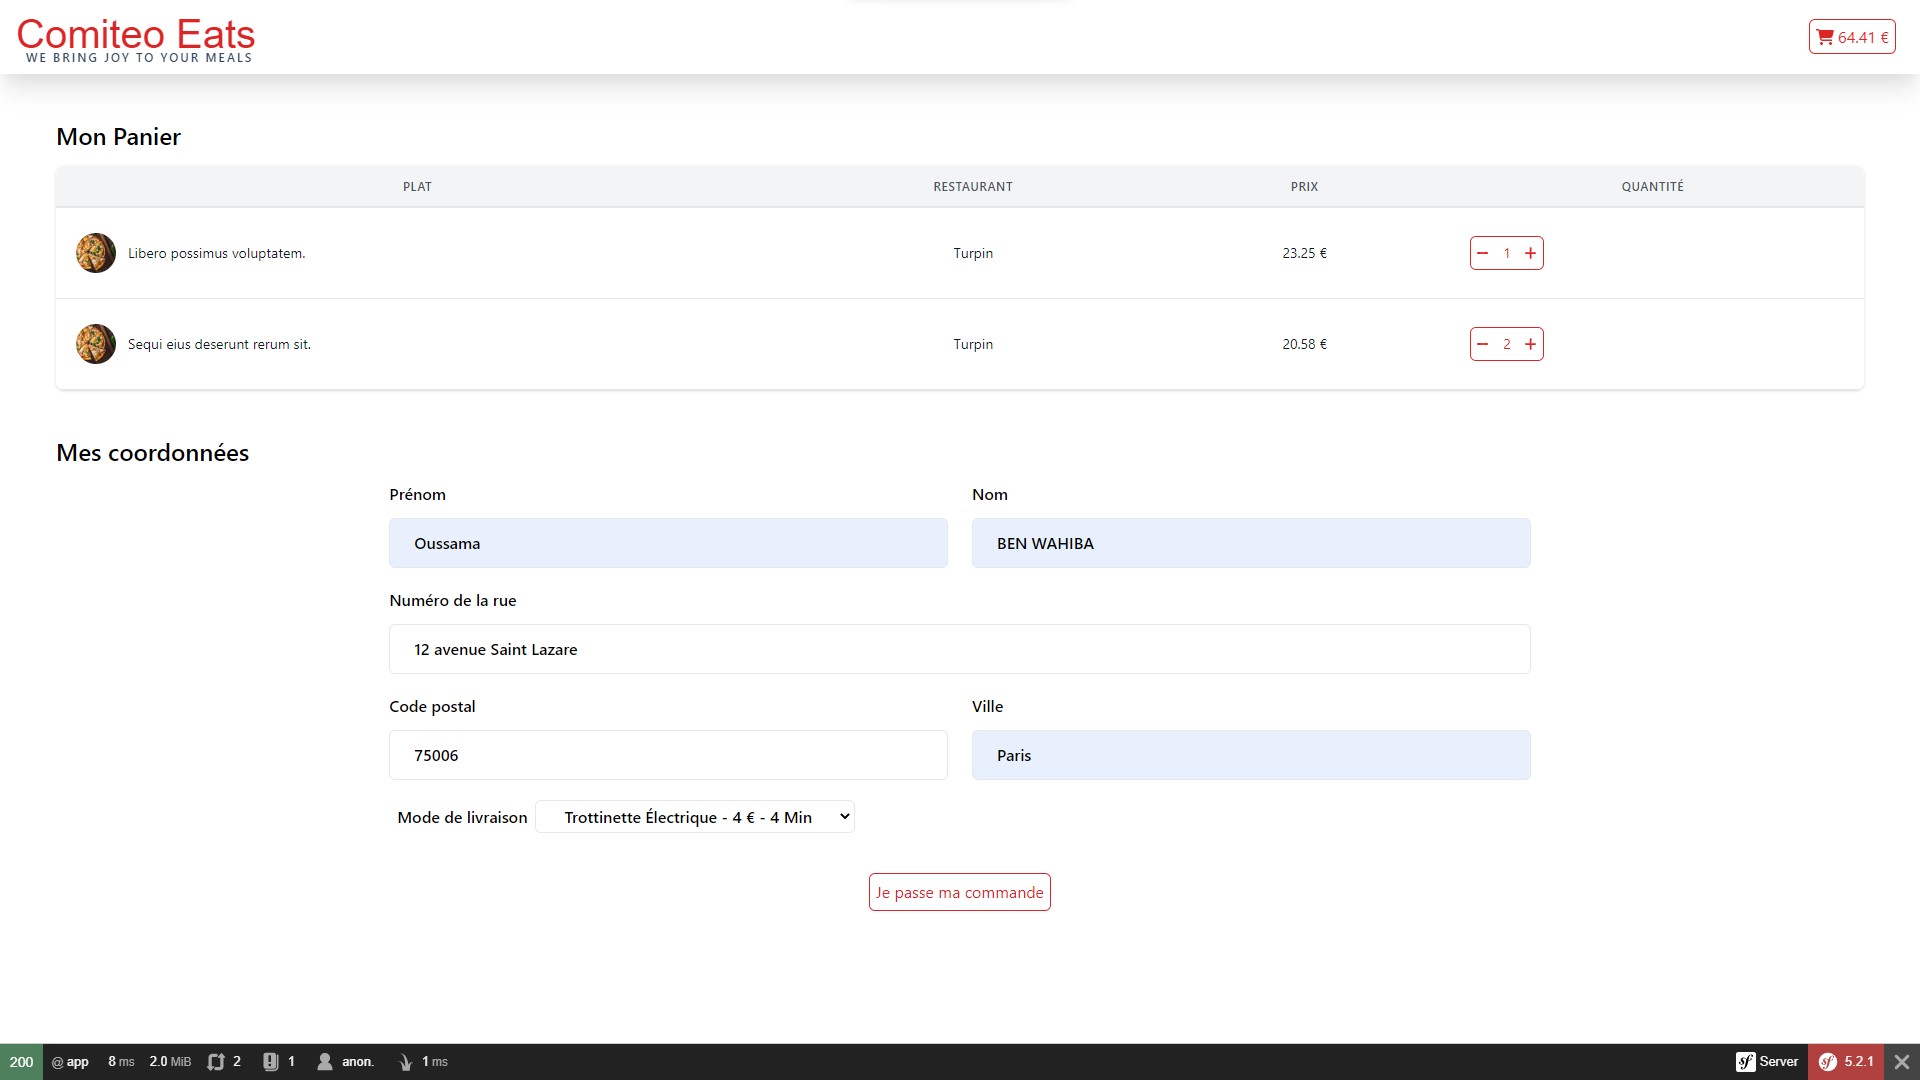 Comiteo Eats
WE BRING JOY TO YOUR MEALS
64.41 €
Mon Panier
PLAT RESTAURANT PRIX QUANTITÉ
Libero possimus voluptatem. Turpin 23.25 € 1
Sequi eius deserunt rerum sit. Turpin 20.58 € 2
Mes coordonnées
Prénom Nom
Oussama BEN WAHIBA
Numéro de la rue
12 avenue Saint Lazare
Code postal Ville
75006 Paris
Mode de livraison Trottinette Électrique - 4 € - 4 Min
Je passe ma commande
200 @ app 8 ms 2.0 MiB 2 1 anon. 1 ms sf Server sf 5.2.1